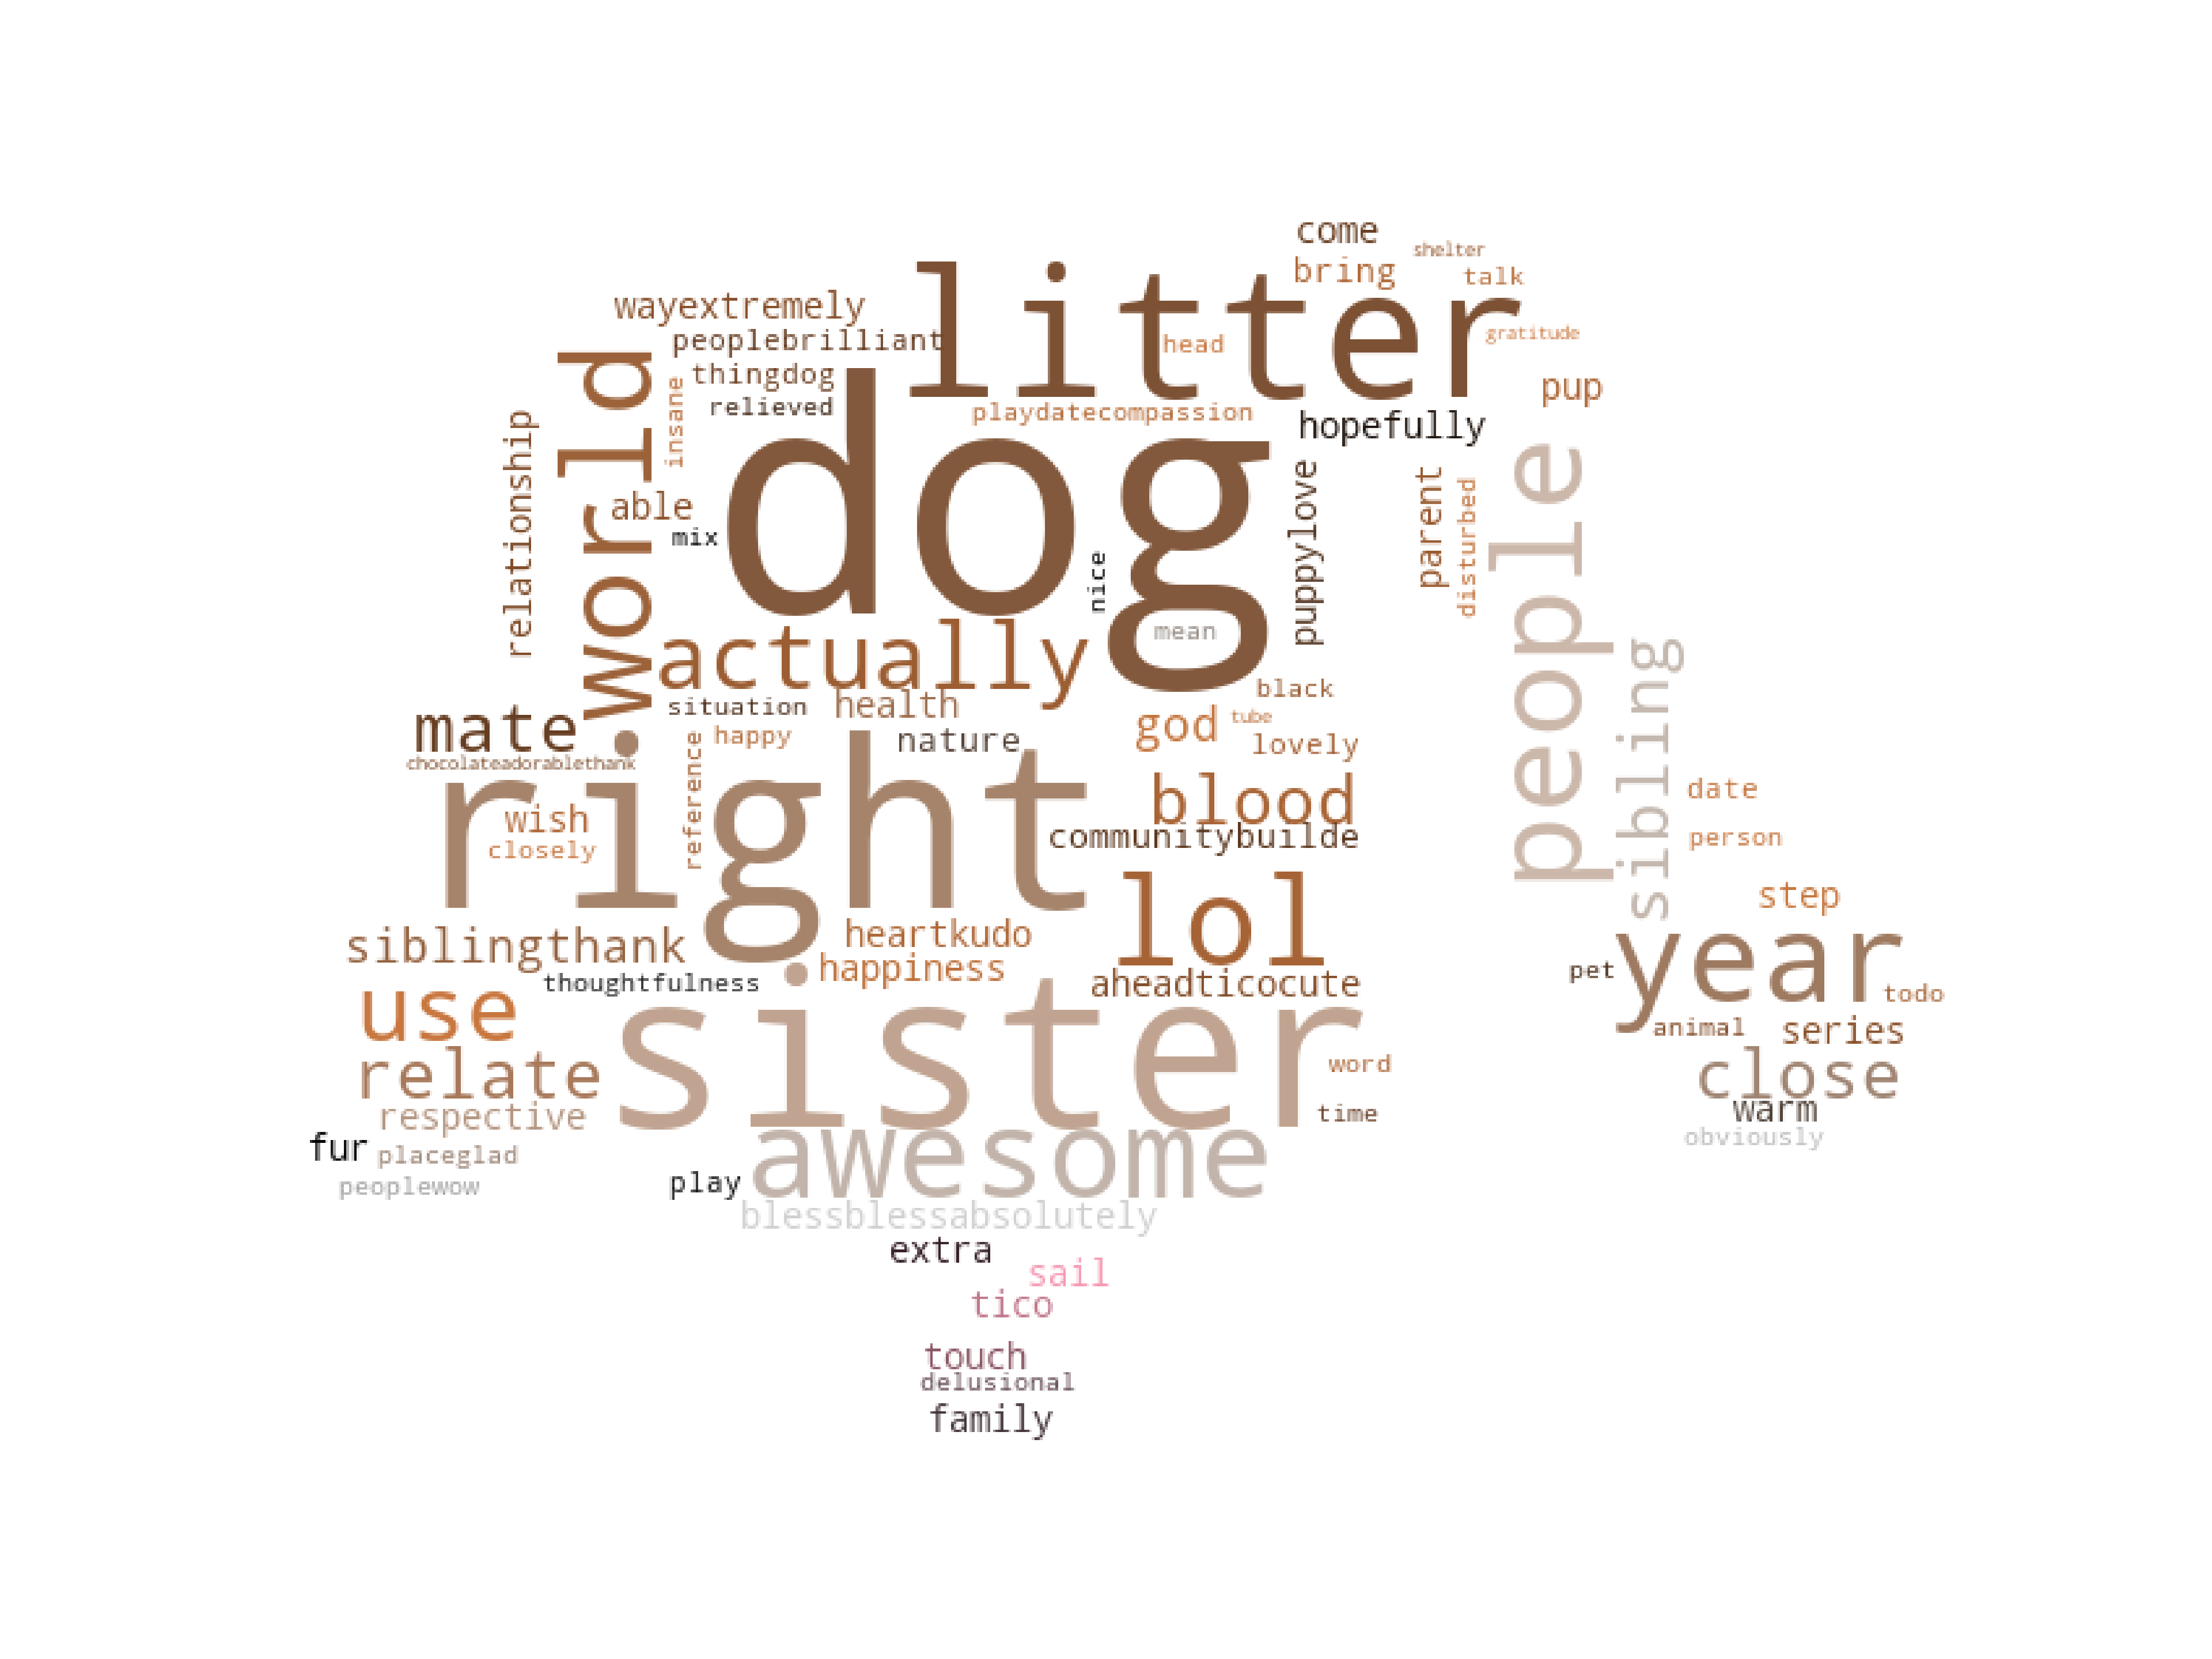 come
shelter
bring
talk
litter
wayextremely
peoplebrilliant
head
gratitude
thingdog
pup
relieved
playdatecompassion
hopefully
world
insane
relationship
able
mix
dog
nice
puppylove
parent
disturbed
people
mean
actually
sibling
situation
health
black
mate
happy
nature
god
tube
lovely
chocolateadorablethank
right
reference
wish
closely
blood
communitybuilde
date
person
lol
step
siblingthank
heartkudo
happiness
thoughtfulness
aheadticocute
pet
year
todo
use
sister
animal
series
relate
word
close
respective
time
warm
fur
placeglad
awesome
obviously
peoplewow
play
blessblessabsolutely
extra
sail
tico
touch
delusional
family